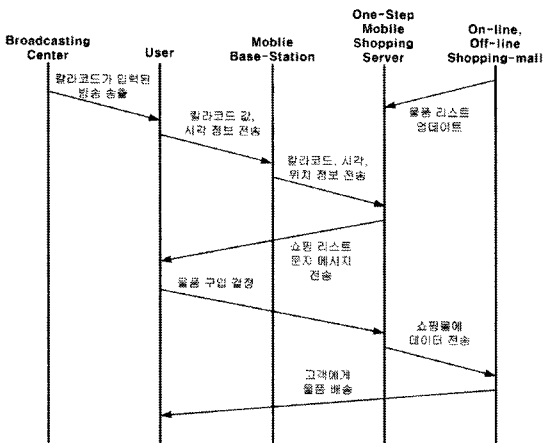 Broadcasting
Center
User
Moblie
Base-Station
One-Step
Mobile
Shopping
Server
On-line,
Off-line
Shopping-mall
칼라코드가 입력된
방송 송출
물품 리스트
업데이트
칼라코드 값,
시각 정보 전송
칼라코드, 시각,
위치 정보 전송
쇼핑 리스트
문자 메시지
전송
물품 구입 결정
쇼핑몰에
데이터 전송
고객에게
물품 배송